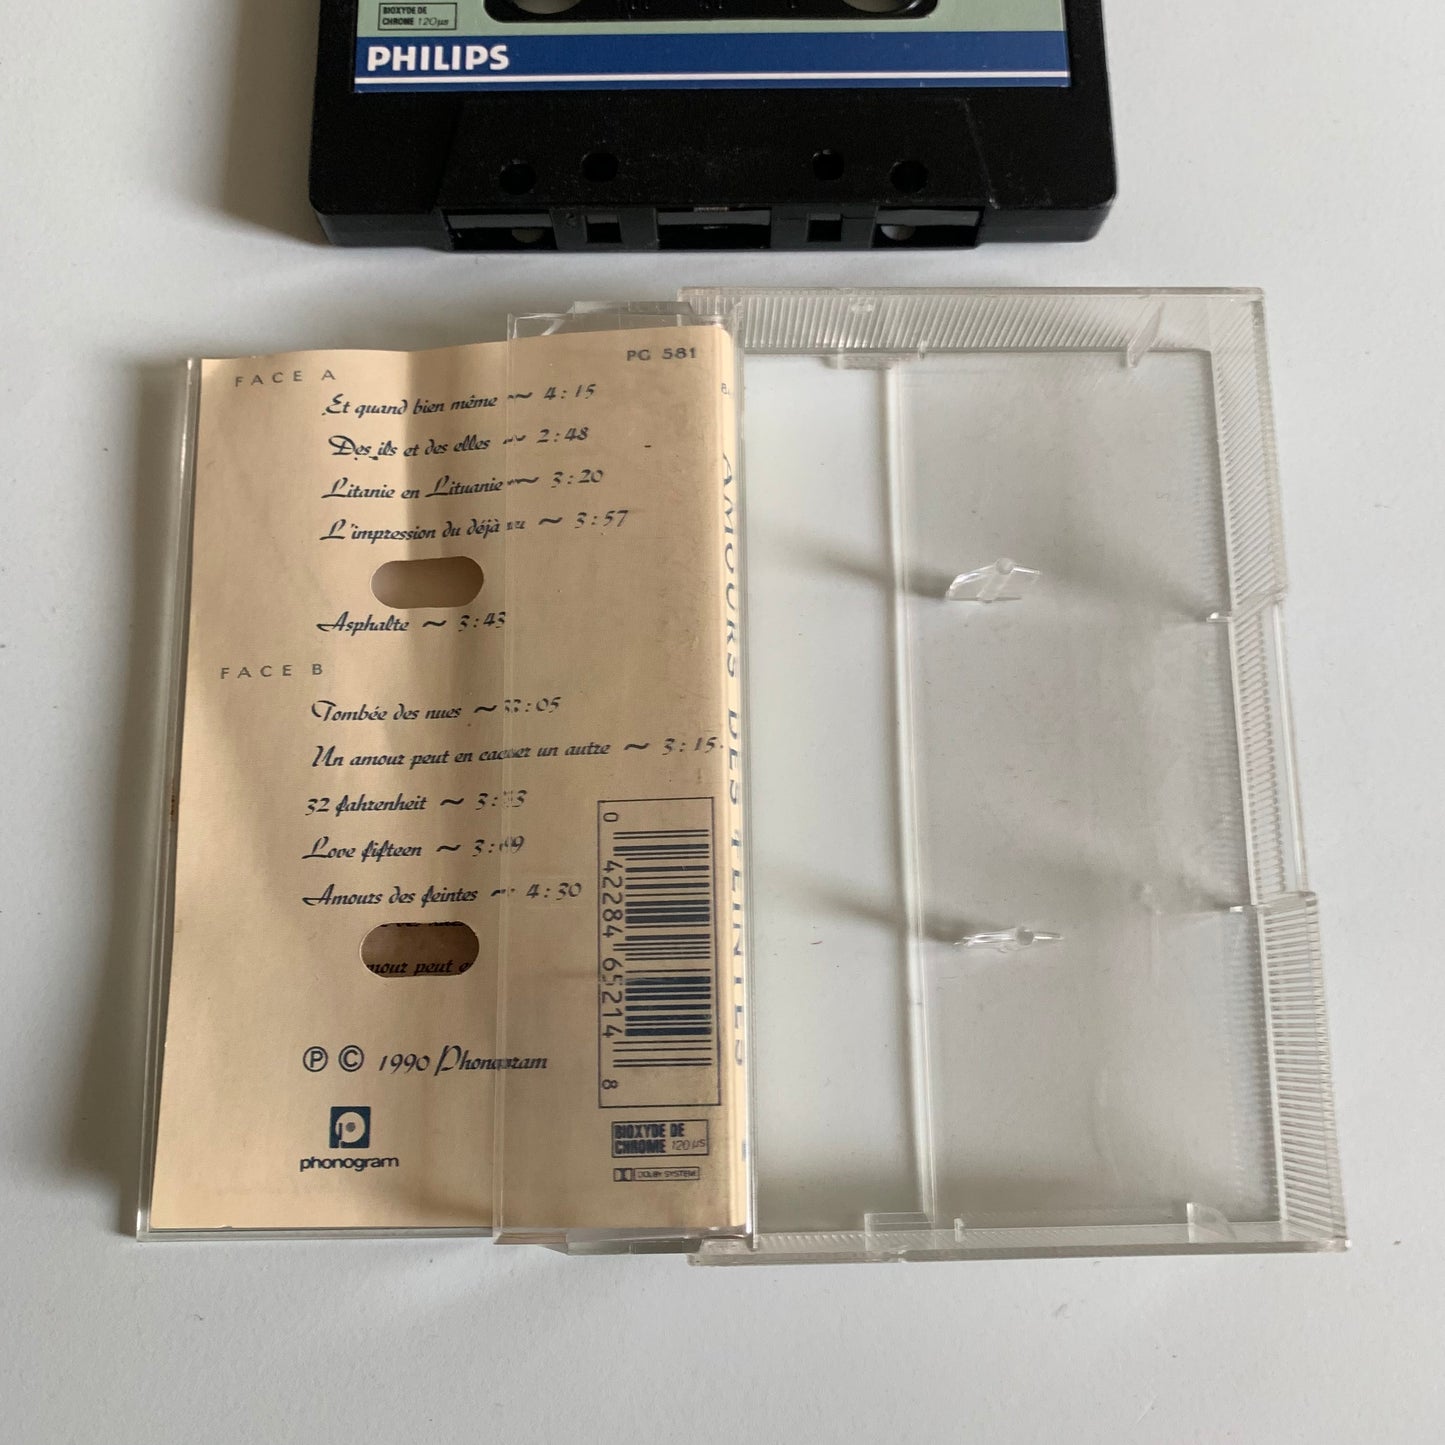 BIOXYDE DE
CHROME 120µs
PHILIPS
PG 581
FACE A
Et quand bien même ~ 4:15
Des ils et des elles ~ 2:48
Litanie en Lituanie ~ 3:20
L'impression du déjà vu ~ 3:57
Asphalte ~ 3:43
FACE B
Tombée des nues ~ :05
Un amour peut en cacher un autre ~ 3:15
32 fahrenheit ~
Love fifteen ~
Amours des feintes ~ 4:30
mour peut e
℗ © 1990 Phonogram
phonogram
0 42284 65214 8
BIOXYDE DE
CHROME 120µs
DOLBY SYSTEM
AMOURS DES FEINTES